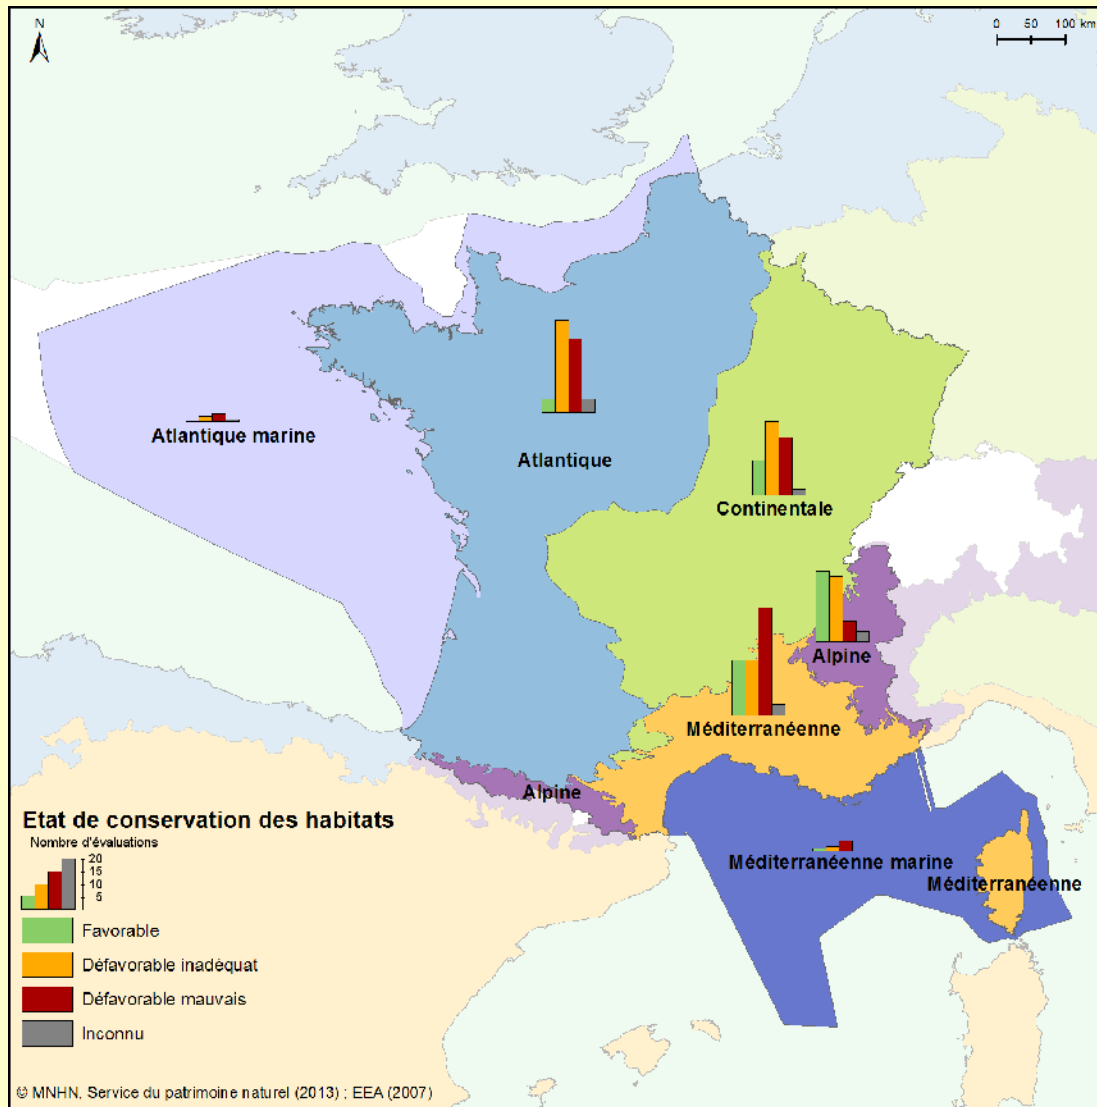 N
0 50 100 km
Atlantique marine
Atlantique
Continentale
Alpine
Méditerranéenne
Alpine
Méditerranéenne marine
Méditerranéenne
Etat de conservation des habitats
Nombre d'évaluations
20
15
10
5
Favorable
Défavorable inadéquat
Défavorable mauvais
Inconnu
© MNHN, Service du patrimoine naturel (2013) ; EEA (2007)